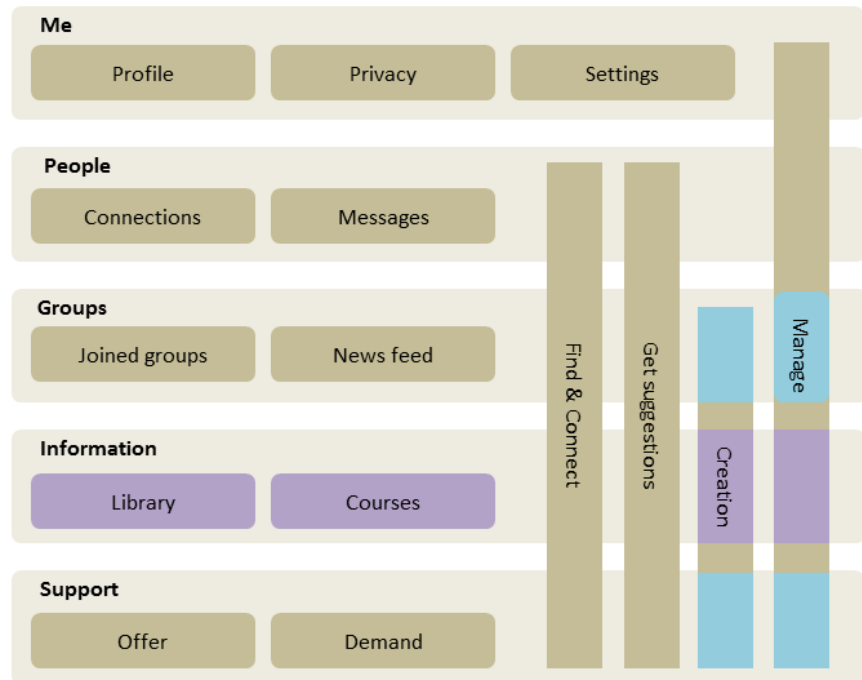 Me
Profile
Privacy
Settings
People
Connections
Messages
Groups
Joined groups
News feed
Information
Library
Courses
Support
Offer
Demand
Find & Connect
Get suggestions
Creation
Manage